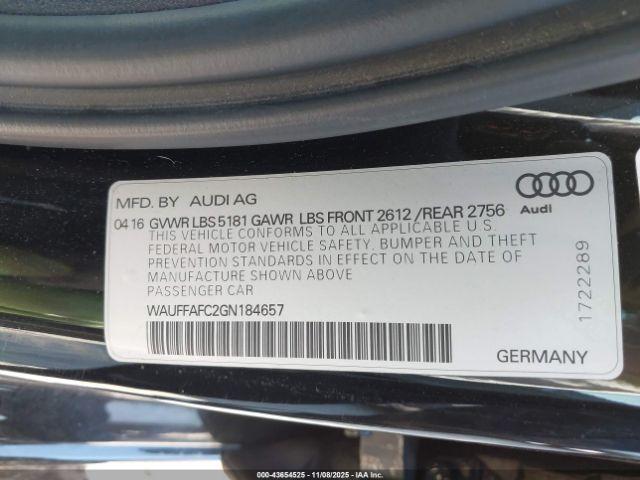 MFD. BY AUDI AG
04 16 GVWR LBS 5181 GAWR LBS FRONT 2612 /REAR 2756
THIS VEHICLE CONFORMS TO ALL APPLICABLE U.S.
FEDERAL MOTOR VEHICLE SAFETY, BUMPER AND THEFT
PREVENTION STANDARDS IN EFFECT ON THE DATE OF
MANUFACTURE SHOWN ABOVE
PASSENGER CAR
WAUFFAFC2GN184657
Audi
1722289
GERMANY
000-43654525 | 11/08/2025 | IAAI.COM